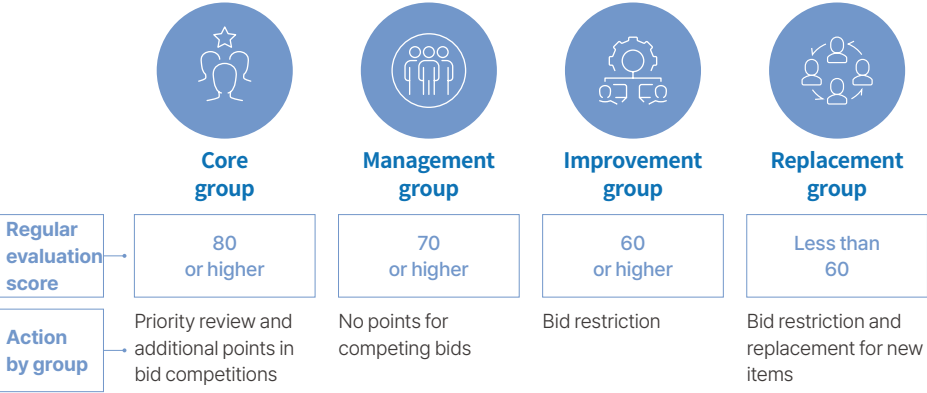 Core
group
Management
group
Improvement
group
Replacement
group
Regular
evaluation
score
80
or higher
70
or higher
60
or higher
Less than
60
Action
by group
Priority review and
additional points in
bid competitions
No points for
competing bids
Bid restriction
Bid restriction and
replacement for new
items